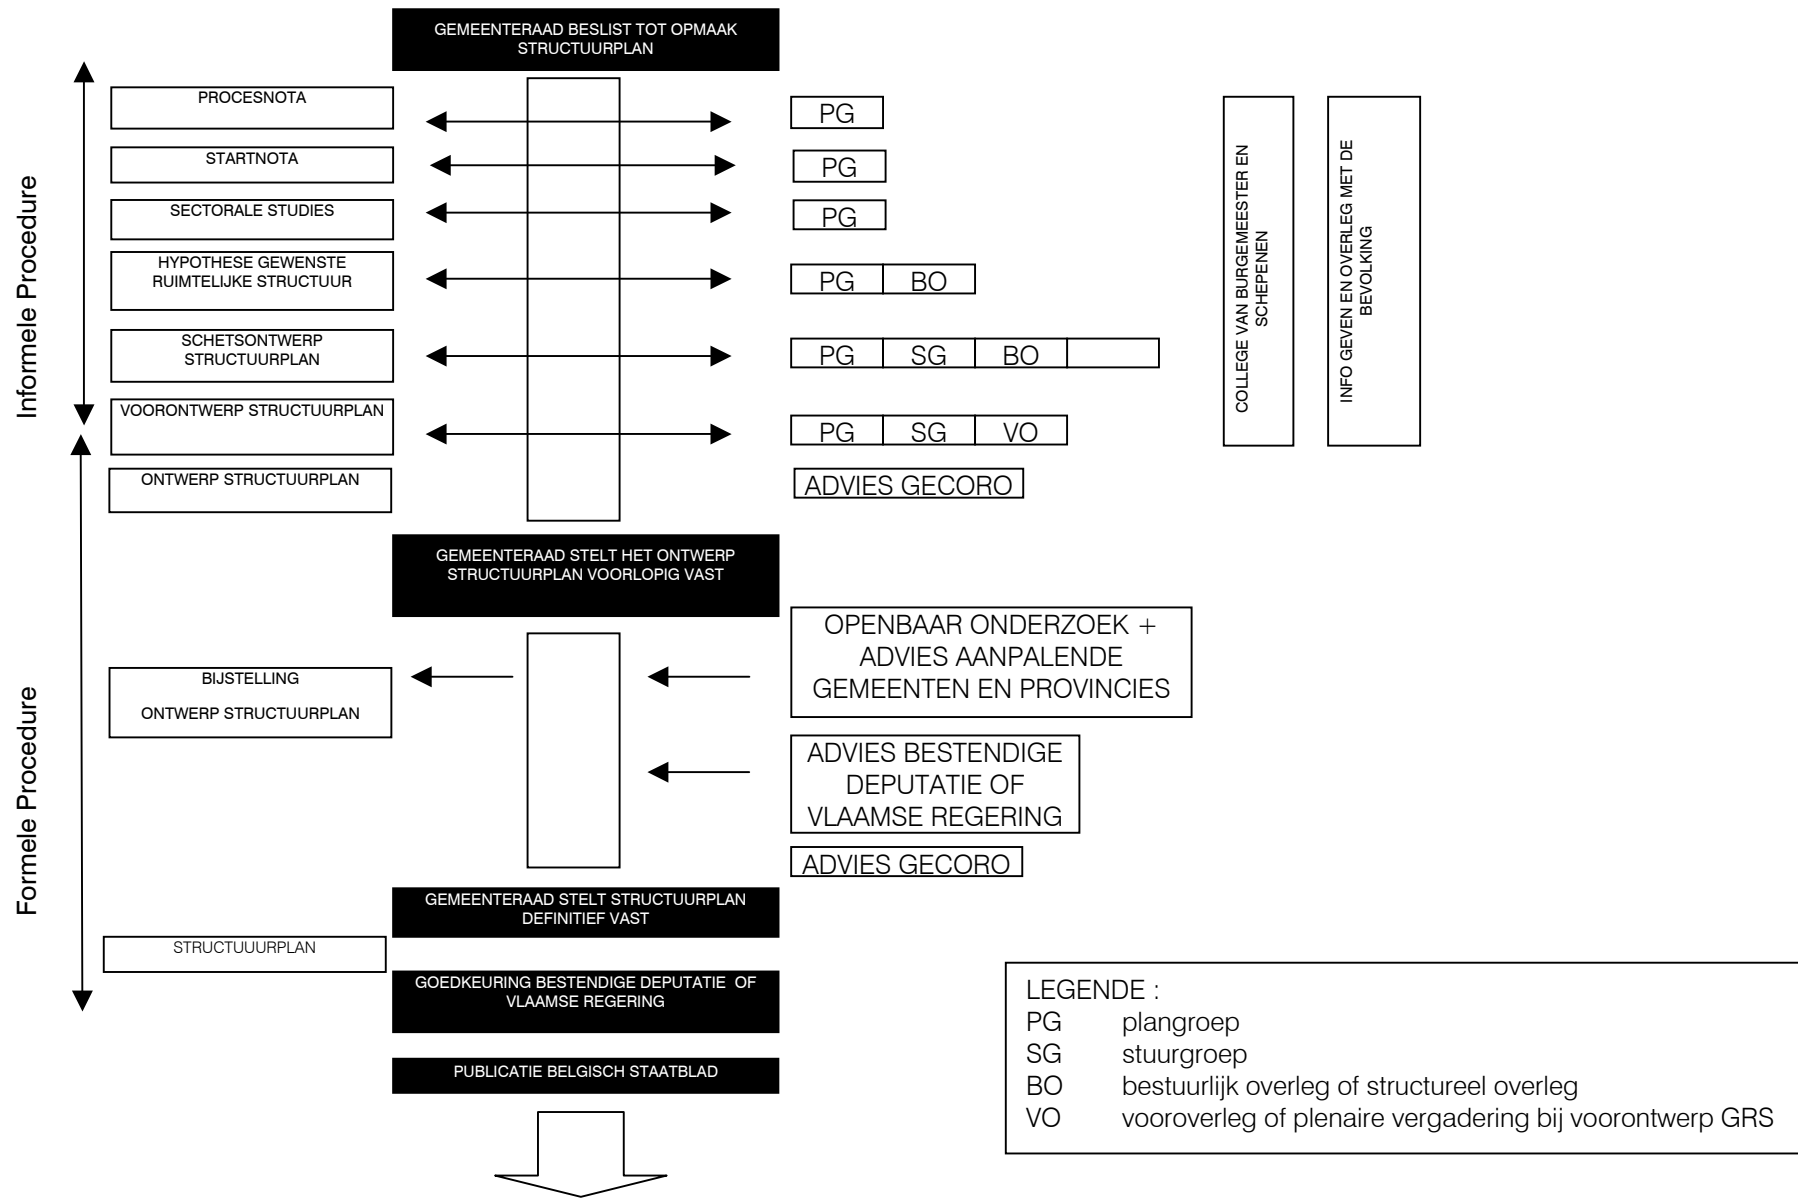 GEMEENTERAAD BESLIST TOT OPMAAK
STRUCTUURPLAN
Informele Procedure
PROCESNOTA
PG
STARTNOTA
PG
SECTORALE STUDIES
PG
HYPOTHESE GEWENSTE
RUIMTELIJKE STRUCTUUR
PG BO
SCHETSONTWERP
STRUCTUURPLAN
PG SG BO
VOORONTWERP STRUCTUURPLAN
PG SG VO
COLLEGE VAN BURGEMEESTER EN
SCHEPENEN
INFO GEVEN EN OVERLEG MET DE
BEVOLKING
ONTWERP STRUCTUURPLAN
ADVIES GECORO
GEMEENTERAAD STELT HET ONTWERP
STRUCTUURPLAN VOORLOPIG VAST
Formele Procedure
OPENBAAR ONDERZOEK +
ADVIES AANPALENDE
GEMEENTEN EN PROVINCIES
BIJSTELLING
ONTWERP STRUCTUURPLAN
ADVIES BESTENDIGE
DEPUTATIE OF
VLAAMSE REGERING
ADVIES GECORO
GEMEENTERAAD STELT STRUCTUURPLAN
DEFINITIEF VAST
STRUCTUUURPLAN
GOEDKEURING BESTENDIGE DEPUTATIE OF
VLAAMSE REGERING
PUBLICATIE BELGISCH STAATBLAD
LEGENDE :
PG plangroep
SG stuurgroep
BO bestuurlijk overleg of structureel overleg
VO vooroverleg of plenaire vergadering bij voorontwerp GRS